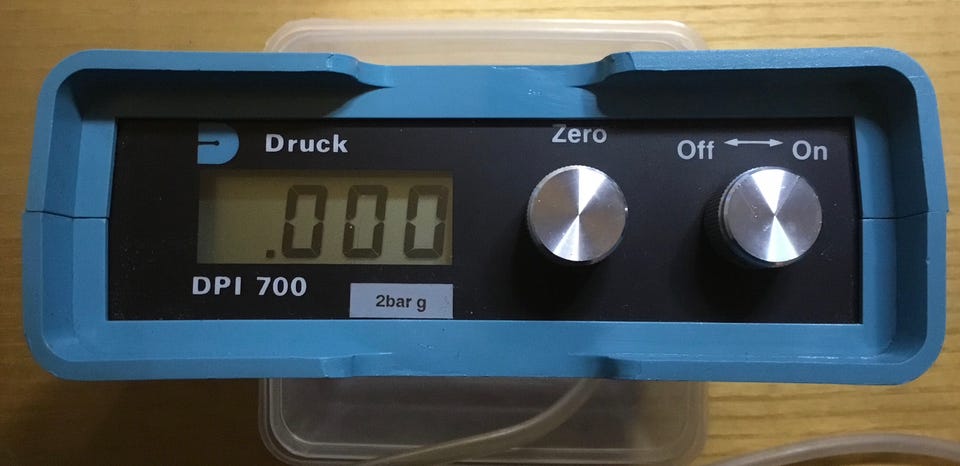 Druck
Zero
Off On
.000
DPI 700
2bar g